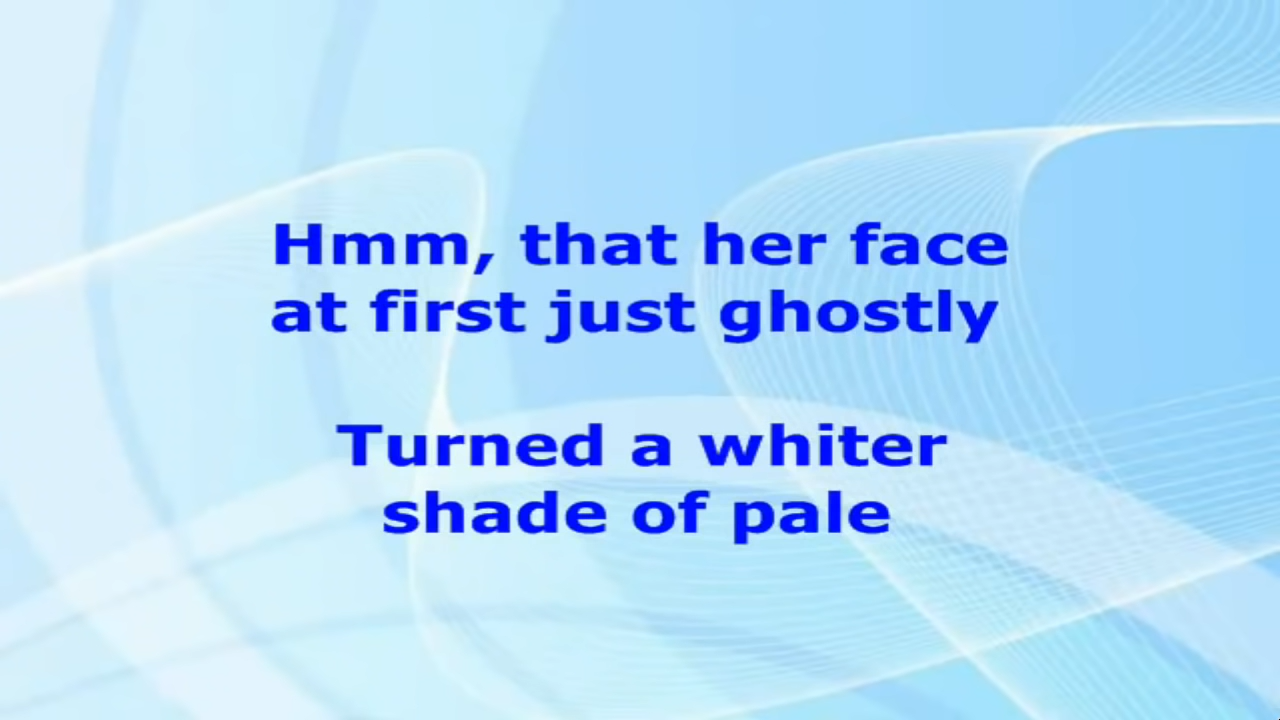 Hmm, that her face
at first just ghostly
Turned a whiter
shade of pale